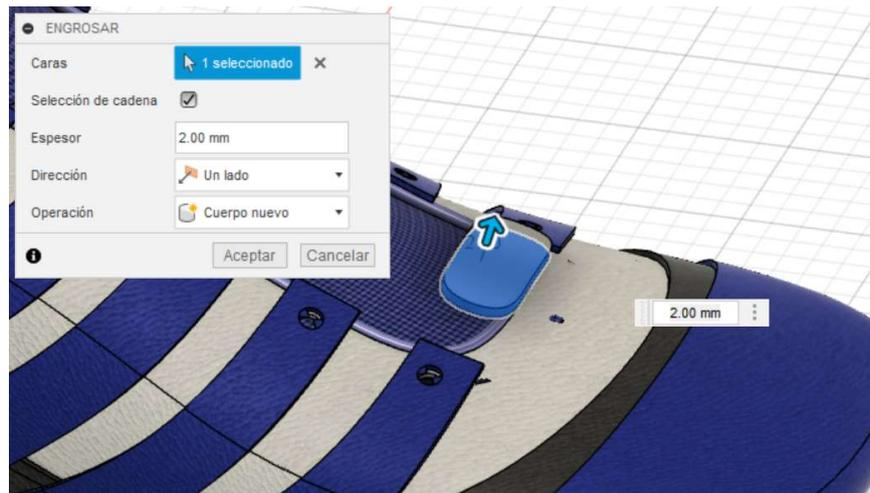 ENGROSAR
Caras 1 seleccionado
Selección de cadena
Espesor 2.00 mm
Dirección Un lado
Operación Cuerpo nuevo
Aceptar Cancelar
2.00 mm